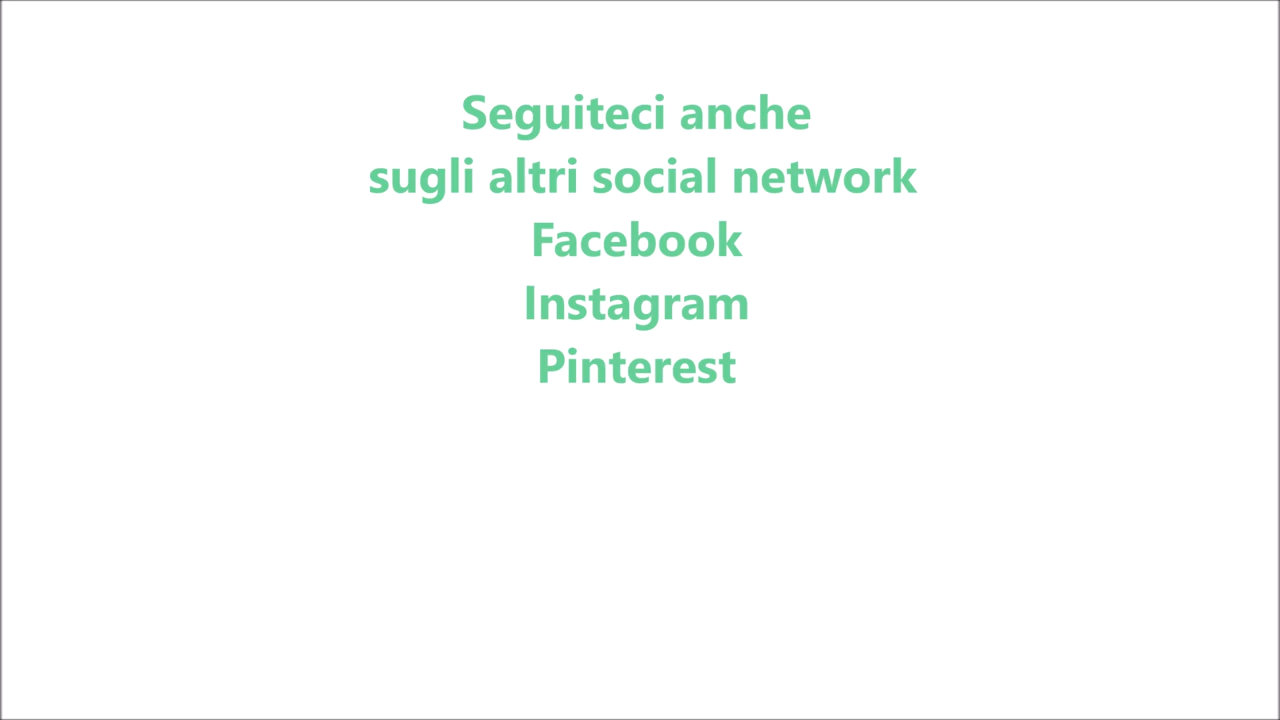 Seguiteci anche
sugli altri social network
Facebook
Instagram
Pinterest